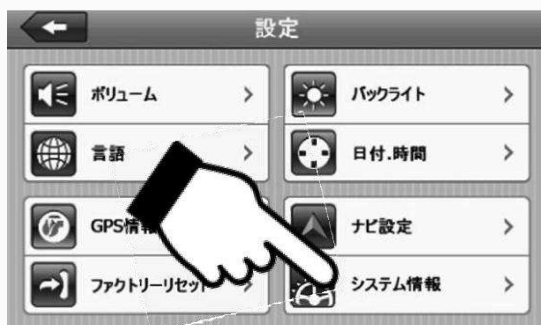 設定
ボリューム
バックライト
言語
日付.時間
GPS情報
ナビ設定
ファクトリーリセット
システム情報